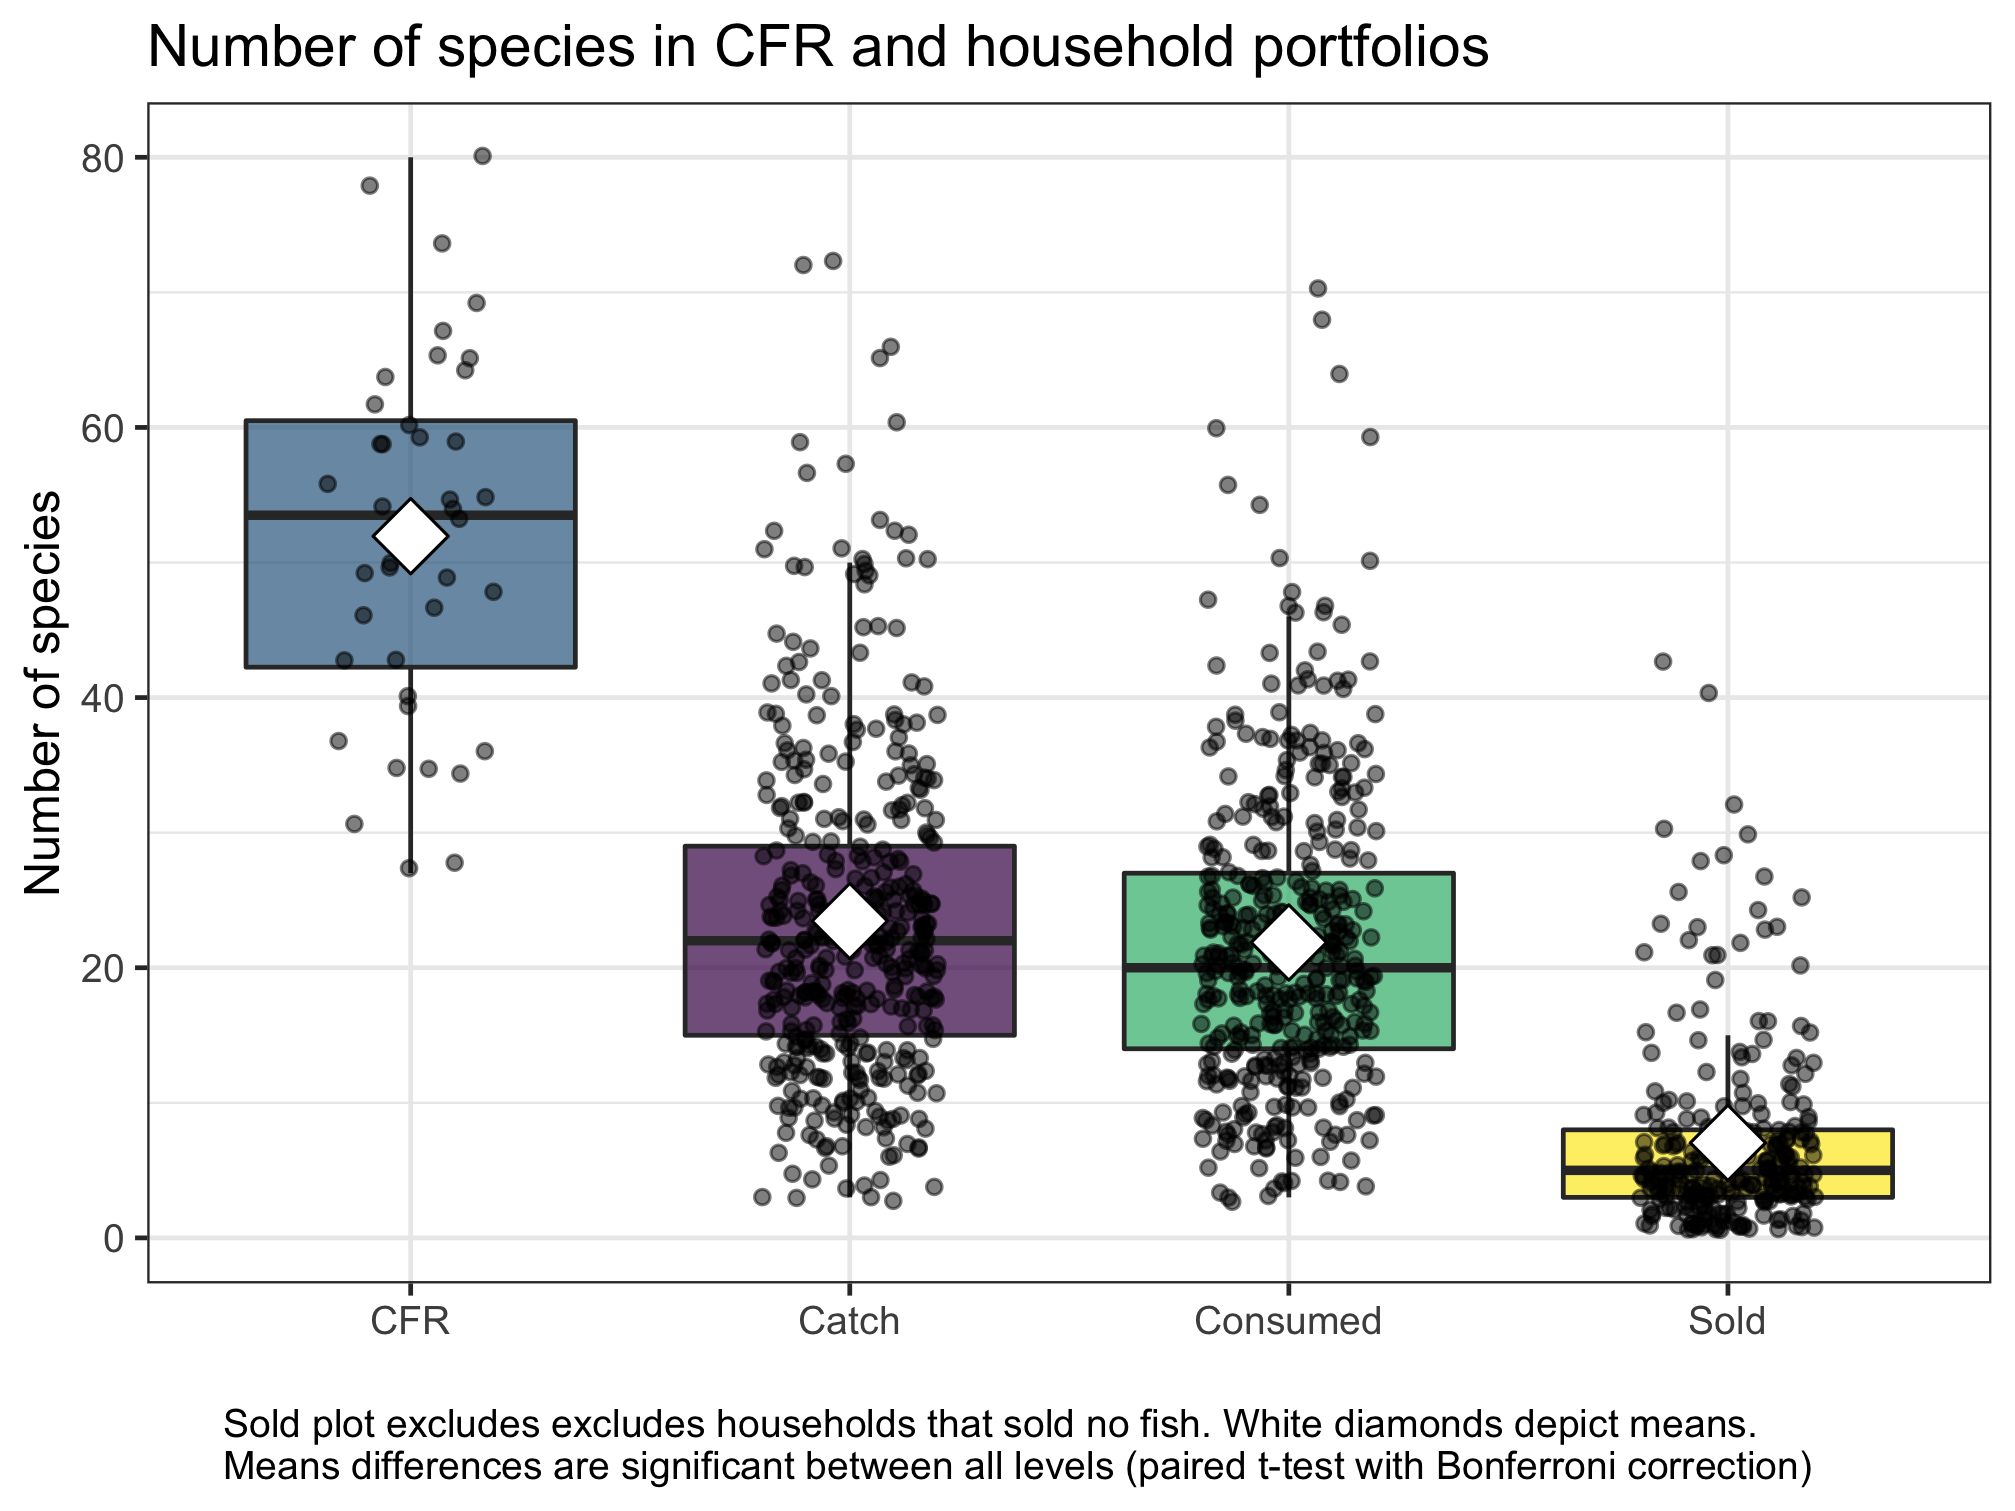 Number of species in CFR and household portfolios
Number of species
80
60
40
20
0
CFR Catch Consumed Sold
Sold plot excludes excludes households that sold no fish. White diamonds depict means.
Means differences are significant between all levels (paired t-test with Bonferroni correction)